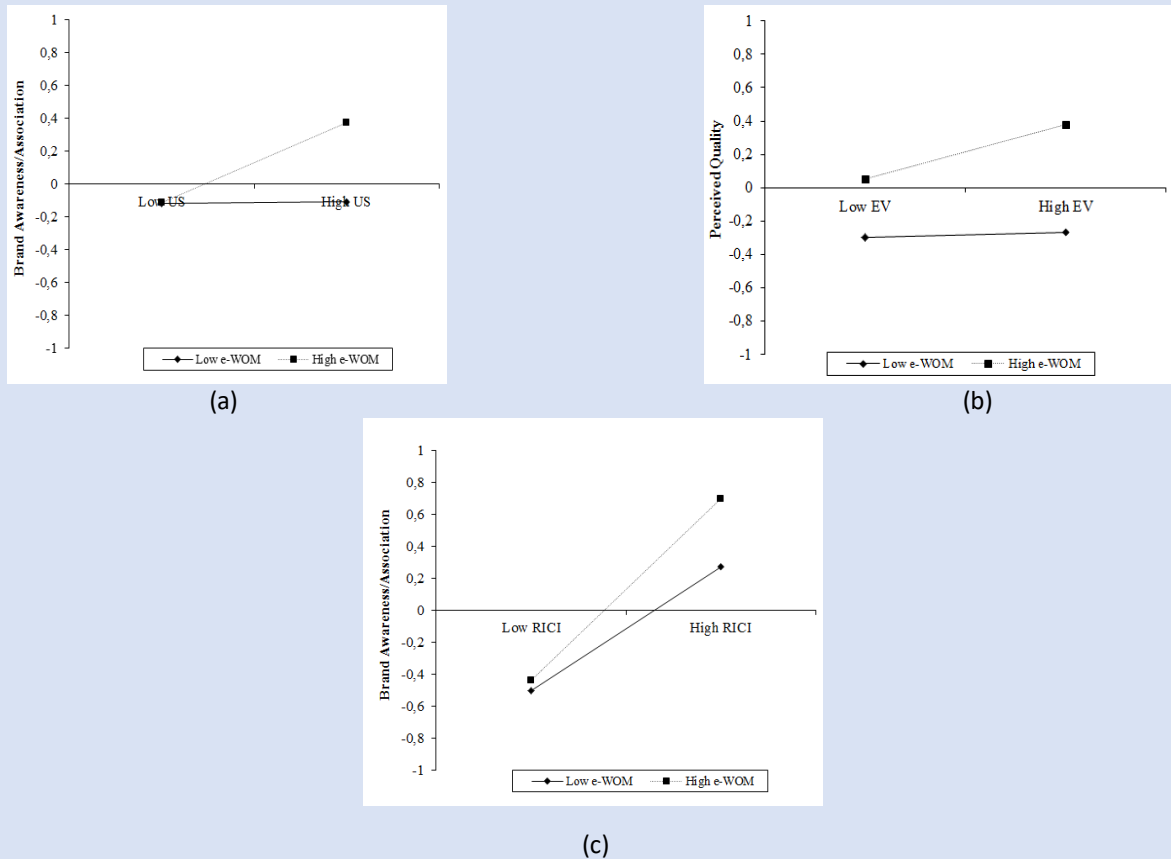 1
0,8
0,6
0,4
0,2
0
-0,2
-0,4
-0,6
-0,8
-1
Brand Awareness/Association
Low US
High US
Low e-WOM
High e-WOM
(a)
1
0,8
0,6
0,4
0,2
0
-0,2
-0,4
-0,6
-0,8
-1
Perceived Quality
Low EV
High EV
Low e-WOM
High e-WOM
(b)
1
0,8
0,6
0,4
0,2
0
-0,2
-0,4
-0,6
-0,8
-1
Brand Awareness/Association
Low RICI
High RICI
Low e-WOM
High e-WOM
(c)